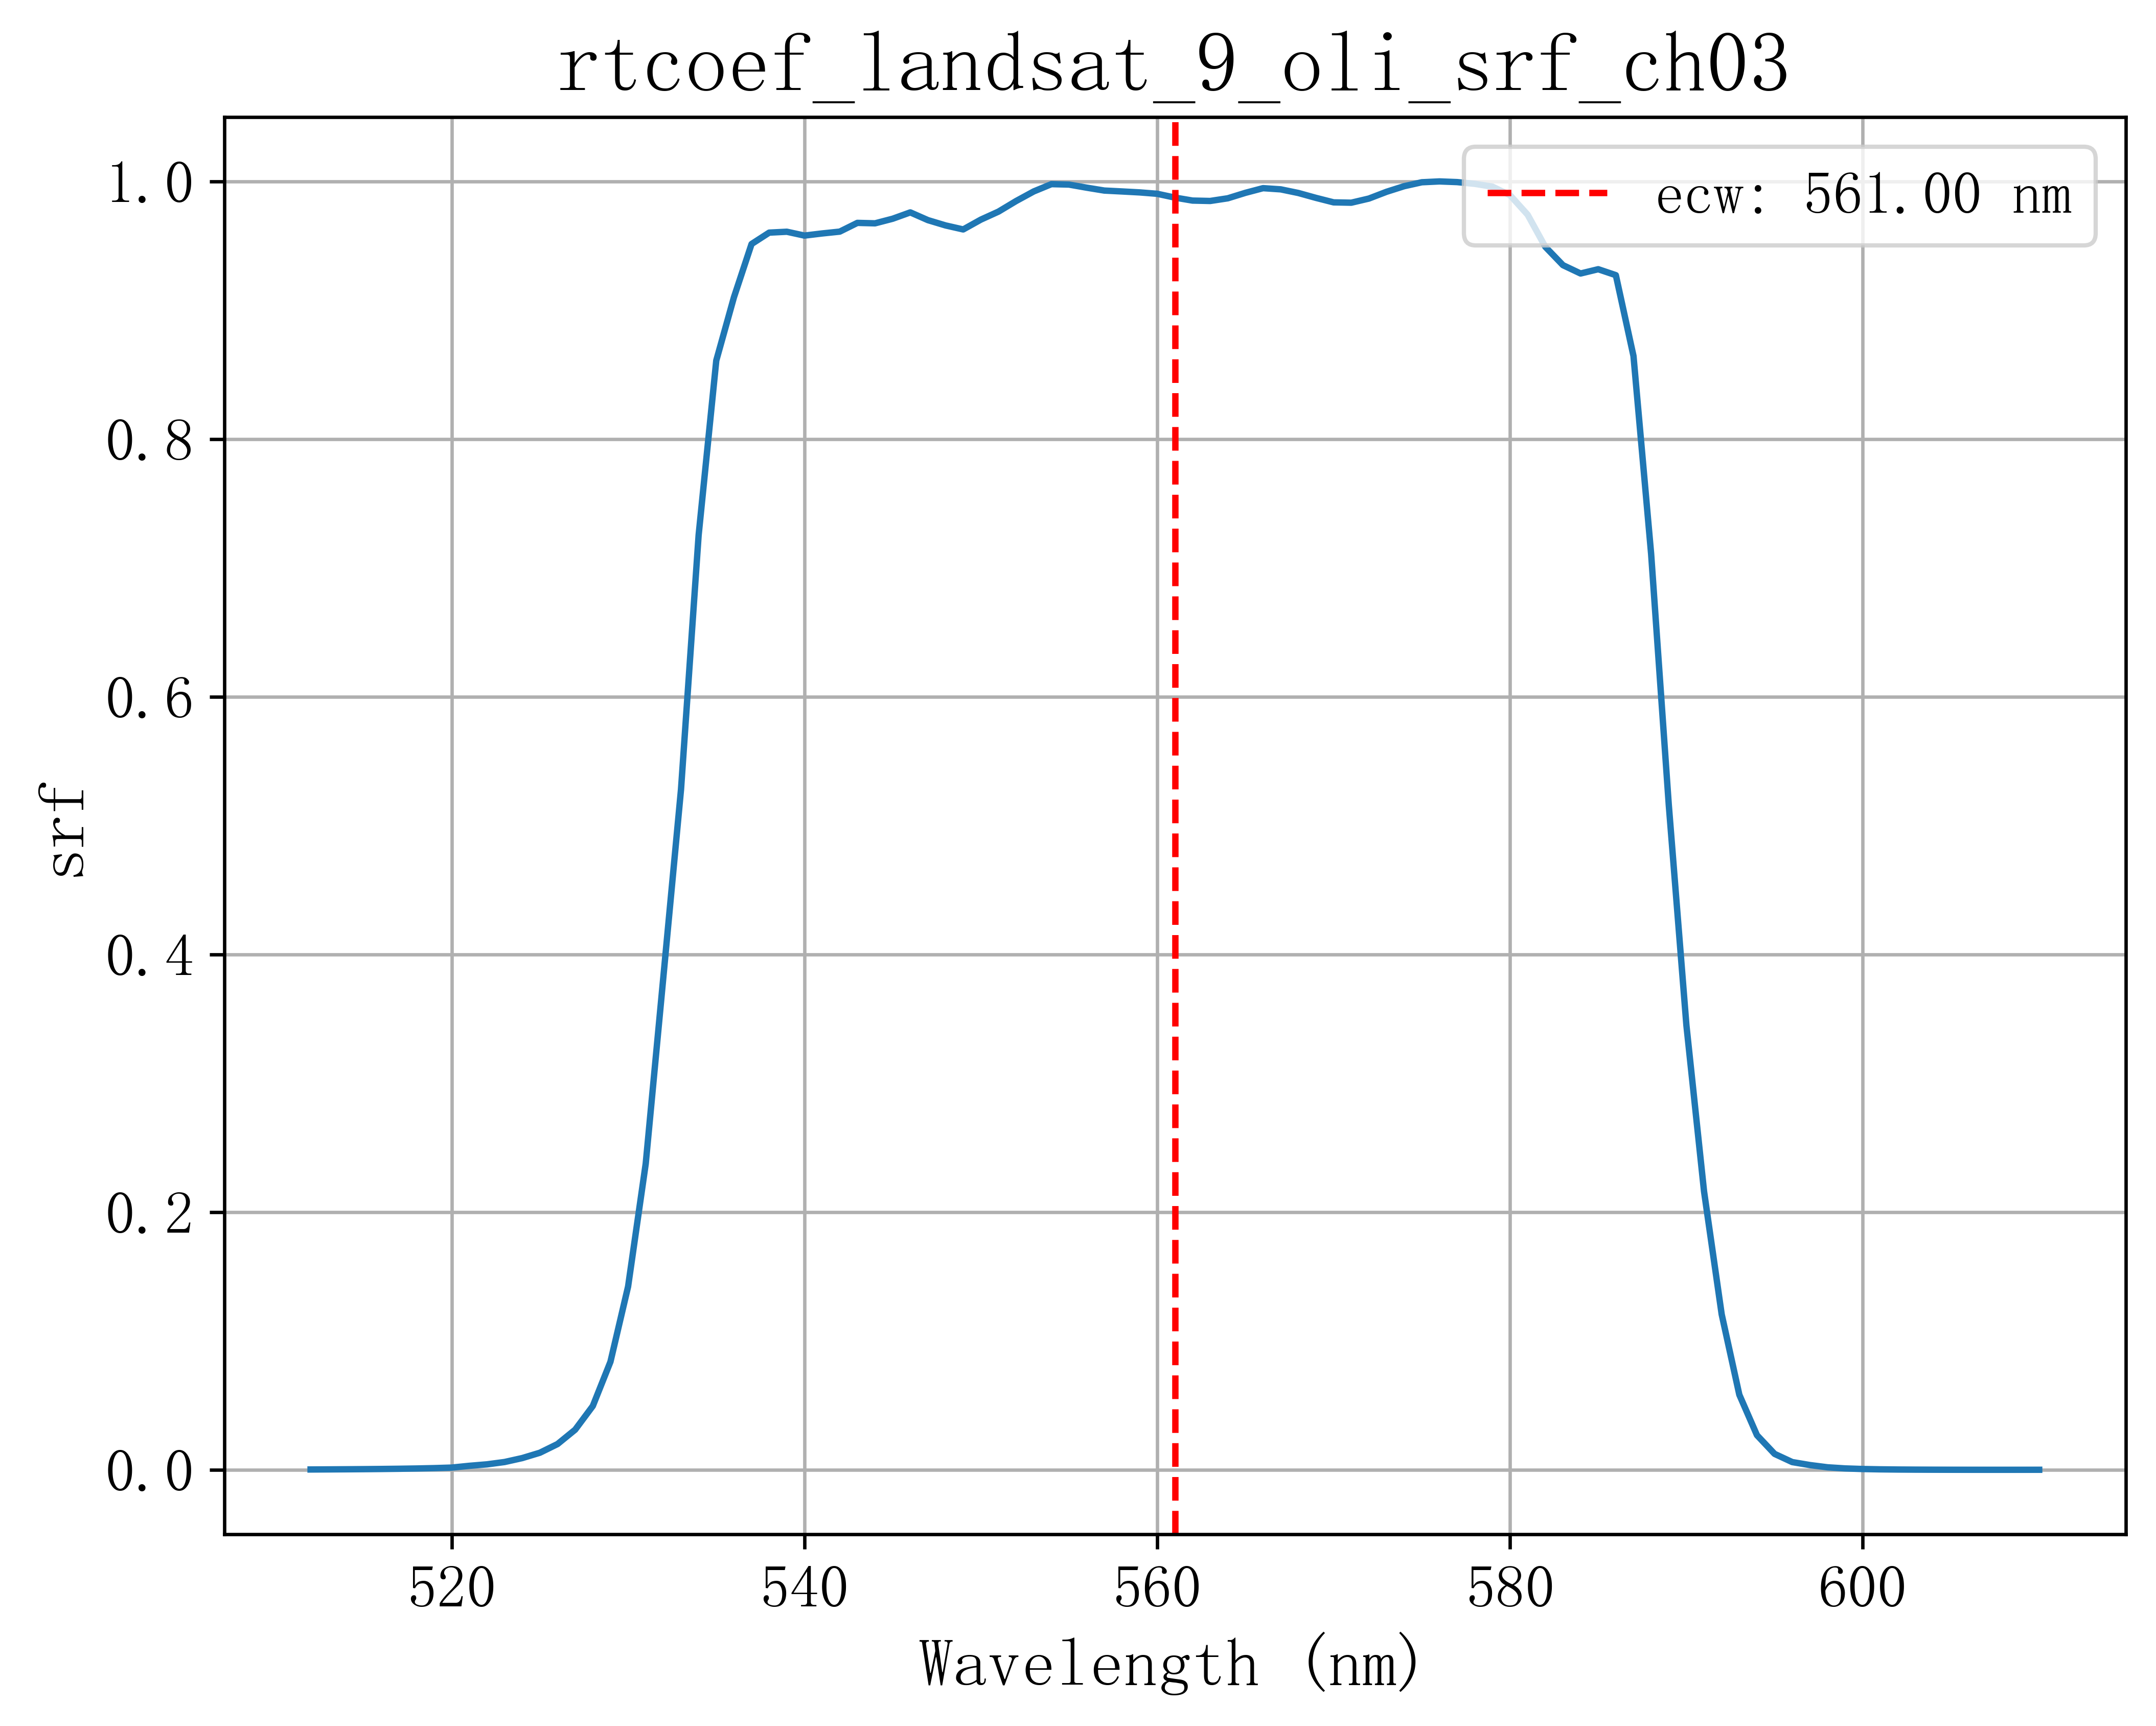 rtcoef_landsat_9_oli_srf_ch03
ecw: 561.00 nm
1.0
0.8
0.6
0.4
0.2
0.0
srf
520 540 560 580 600
Wavelength (nm)